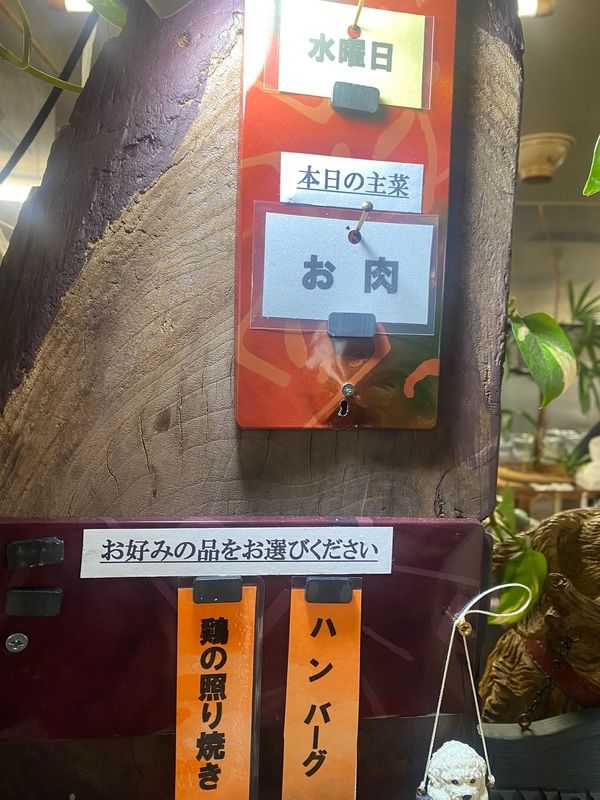 水曜日
本日の主菜
お肉
お好みの品をお選びください
ハンバーグ
鶏の照り焼き